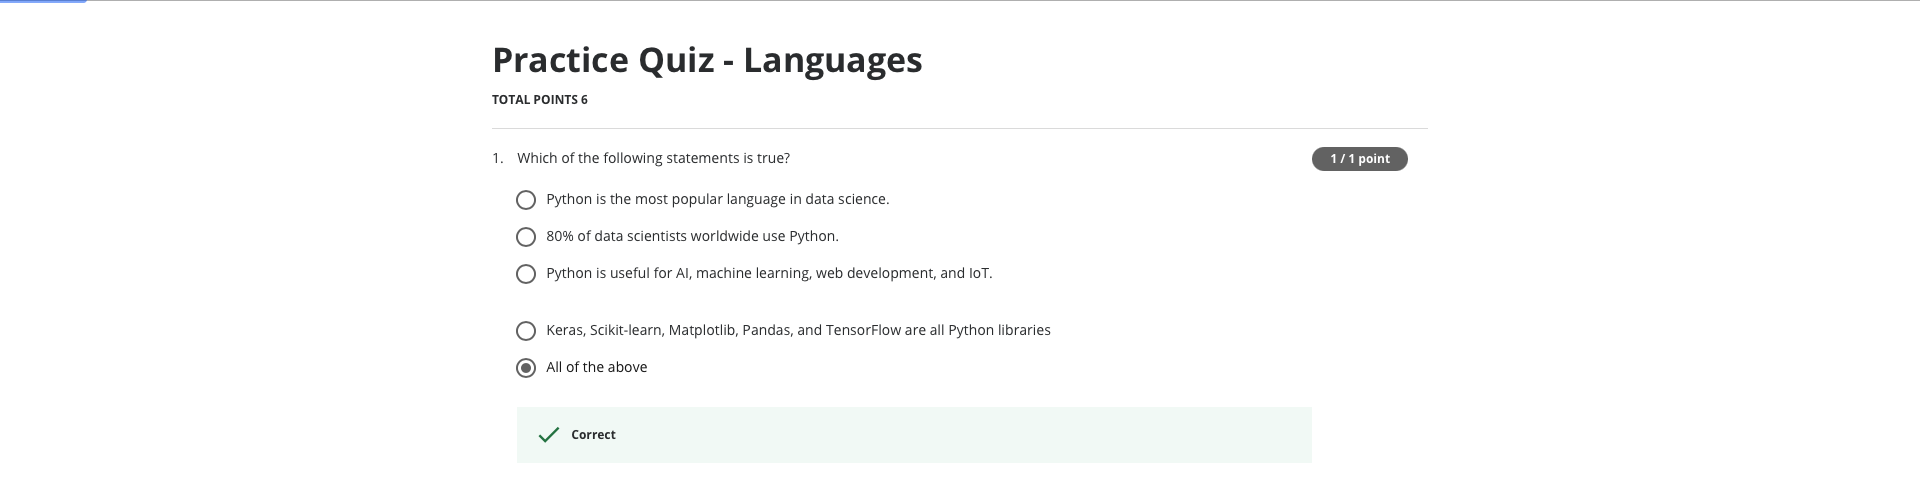 Practice Quiz - Languages
TOTAL POINTS 6
1. Which of the following statements is true?
1 / 1 point
Python is the most popular language in data science.
80% of data scientists worldwide use Python.
Python is useful for AI, machine learning, web development, and IoT.
Keras, Scikit-learn, Matplotlib, Pandas, and TensorFlow are all Python libraries
All of the above
Correct